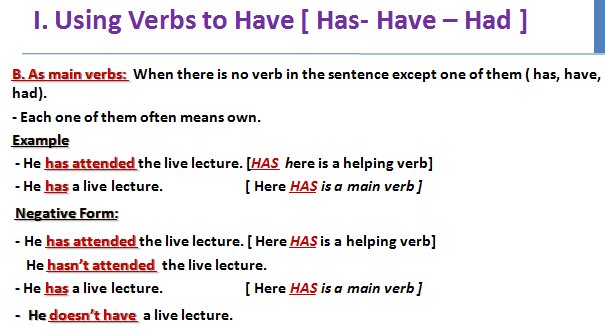 I. Using Verbs to Have [ Has- Have – Had ]
B. As main verbs: When there is no verb in the sentence except one of them ( has, have,
had).
- Each one of them often means own.
Example
- He has attended the live lecture. [HAS here is a helping verb]
- He has a live lecture. [ Here HAS is a main verb ]
Negative Form:
- He has attended the live lecture. [ Here HAS is a helping verb]
He hasn't attended the live lecture.
- He has a live lecture. [ Here HAS is a main verb ]
- He doesn't have a live lecture.